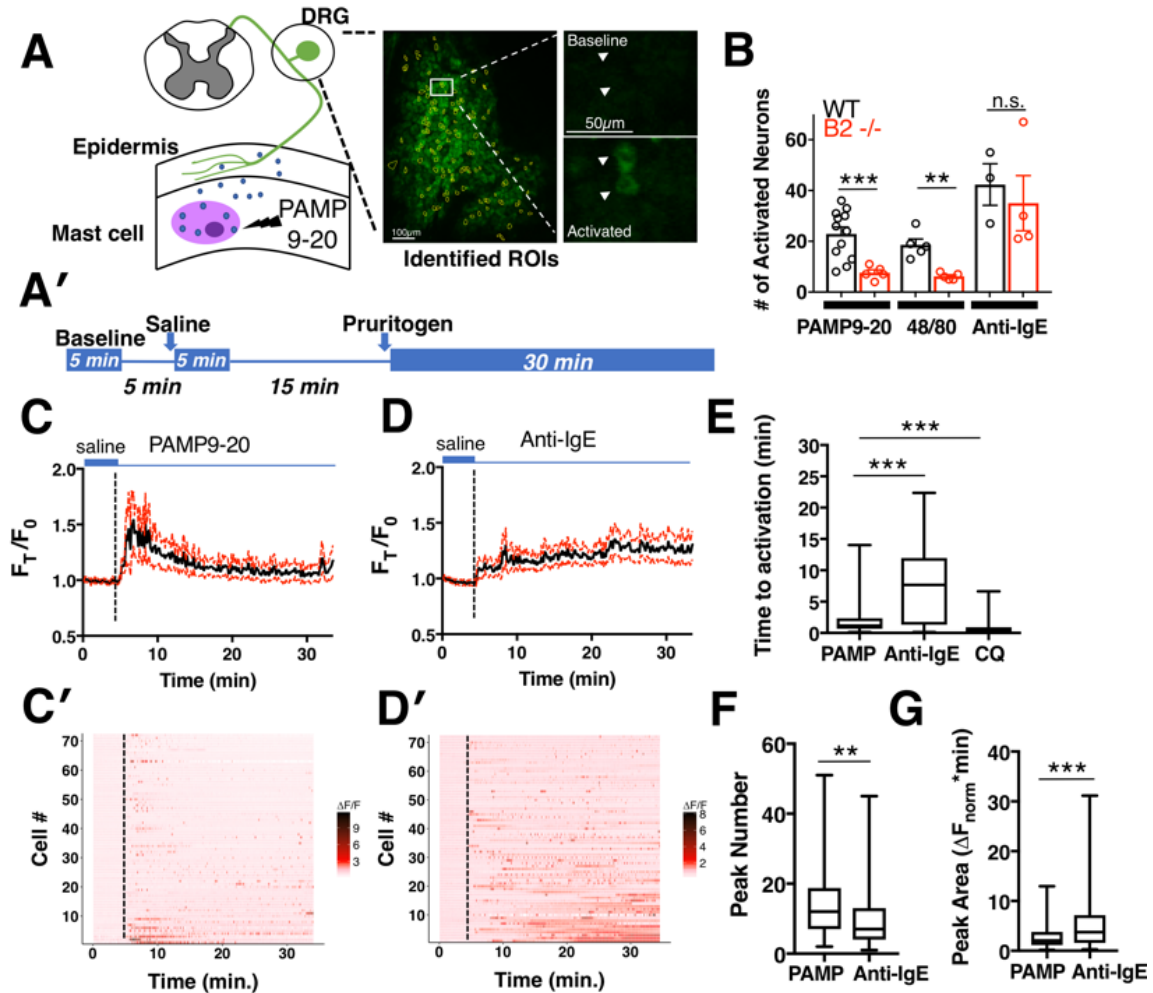 A
DRG
Epidermis
Mast cell
PAMP
9-20
Baseline
50µm
Activated
100µm
Identified ROIs
B
WT
B2 -/-
# of Activated Neurons
60
40
20
0
***
**
n.s.
PAMP9-20
48/80
Anti-IgE
A′
Baseline
Saline
Pruritogen
5 min
5 min
30 min
5 min
15 min
C
saline
PAMP9-20
FT/F0
2.0
1.5
1.0
0.5
0 10 20 30
Time (min)
D
saline
Anti-IgE
FT/F0
2.0
1.5
1.0
0.5
0 10 20 30
Time (min)
E
Time to activation (min)
30
25
20
15
10
5
0
***
***
PAMP Anti-IgE CQ
C′
Cell #
70
60
50
40
30
20
10
0 10 20 30
Time (min.)
ΔF/F
9
6
3
D′
Cell #
70
60
50
40
30
20
10
0 10 20 30
Time (min.)
ΔF/F
8
6
4
2
F
Peak Number
60
40
20
0
**
PAMP Anti-IgE
G
Peak Area (ΔFnorm*min)
40
30
20
10
0
***
PAMP Anti-IgE